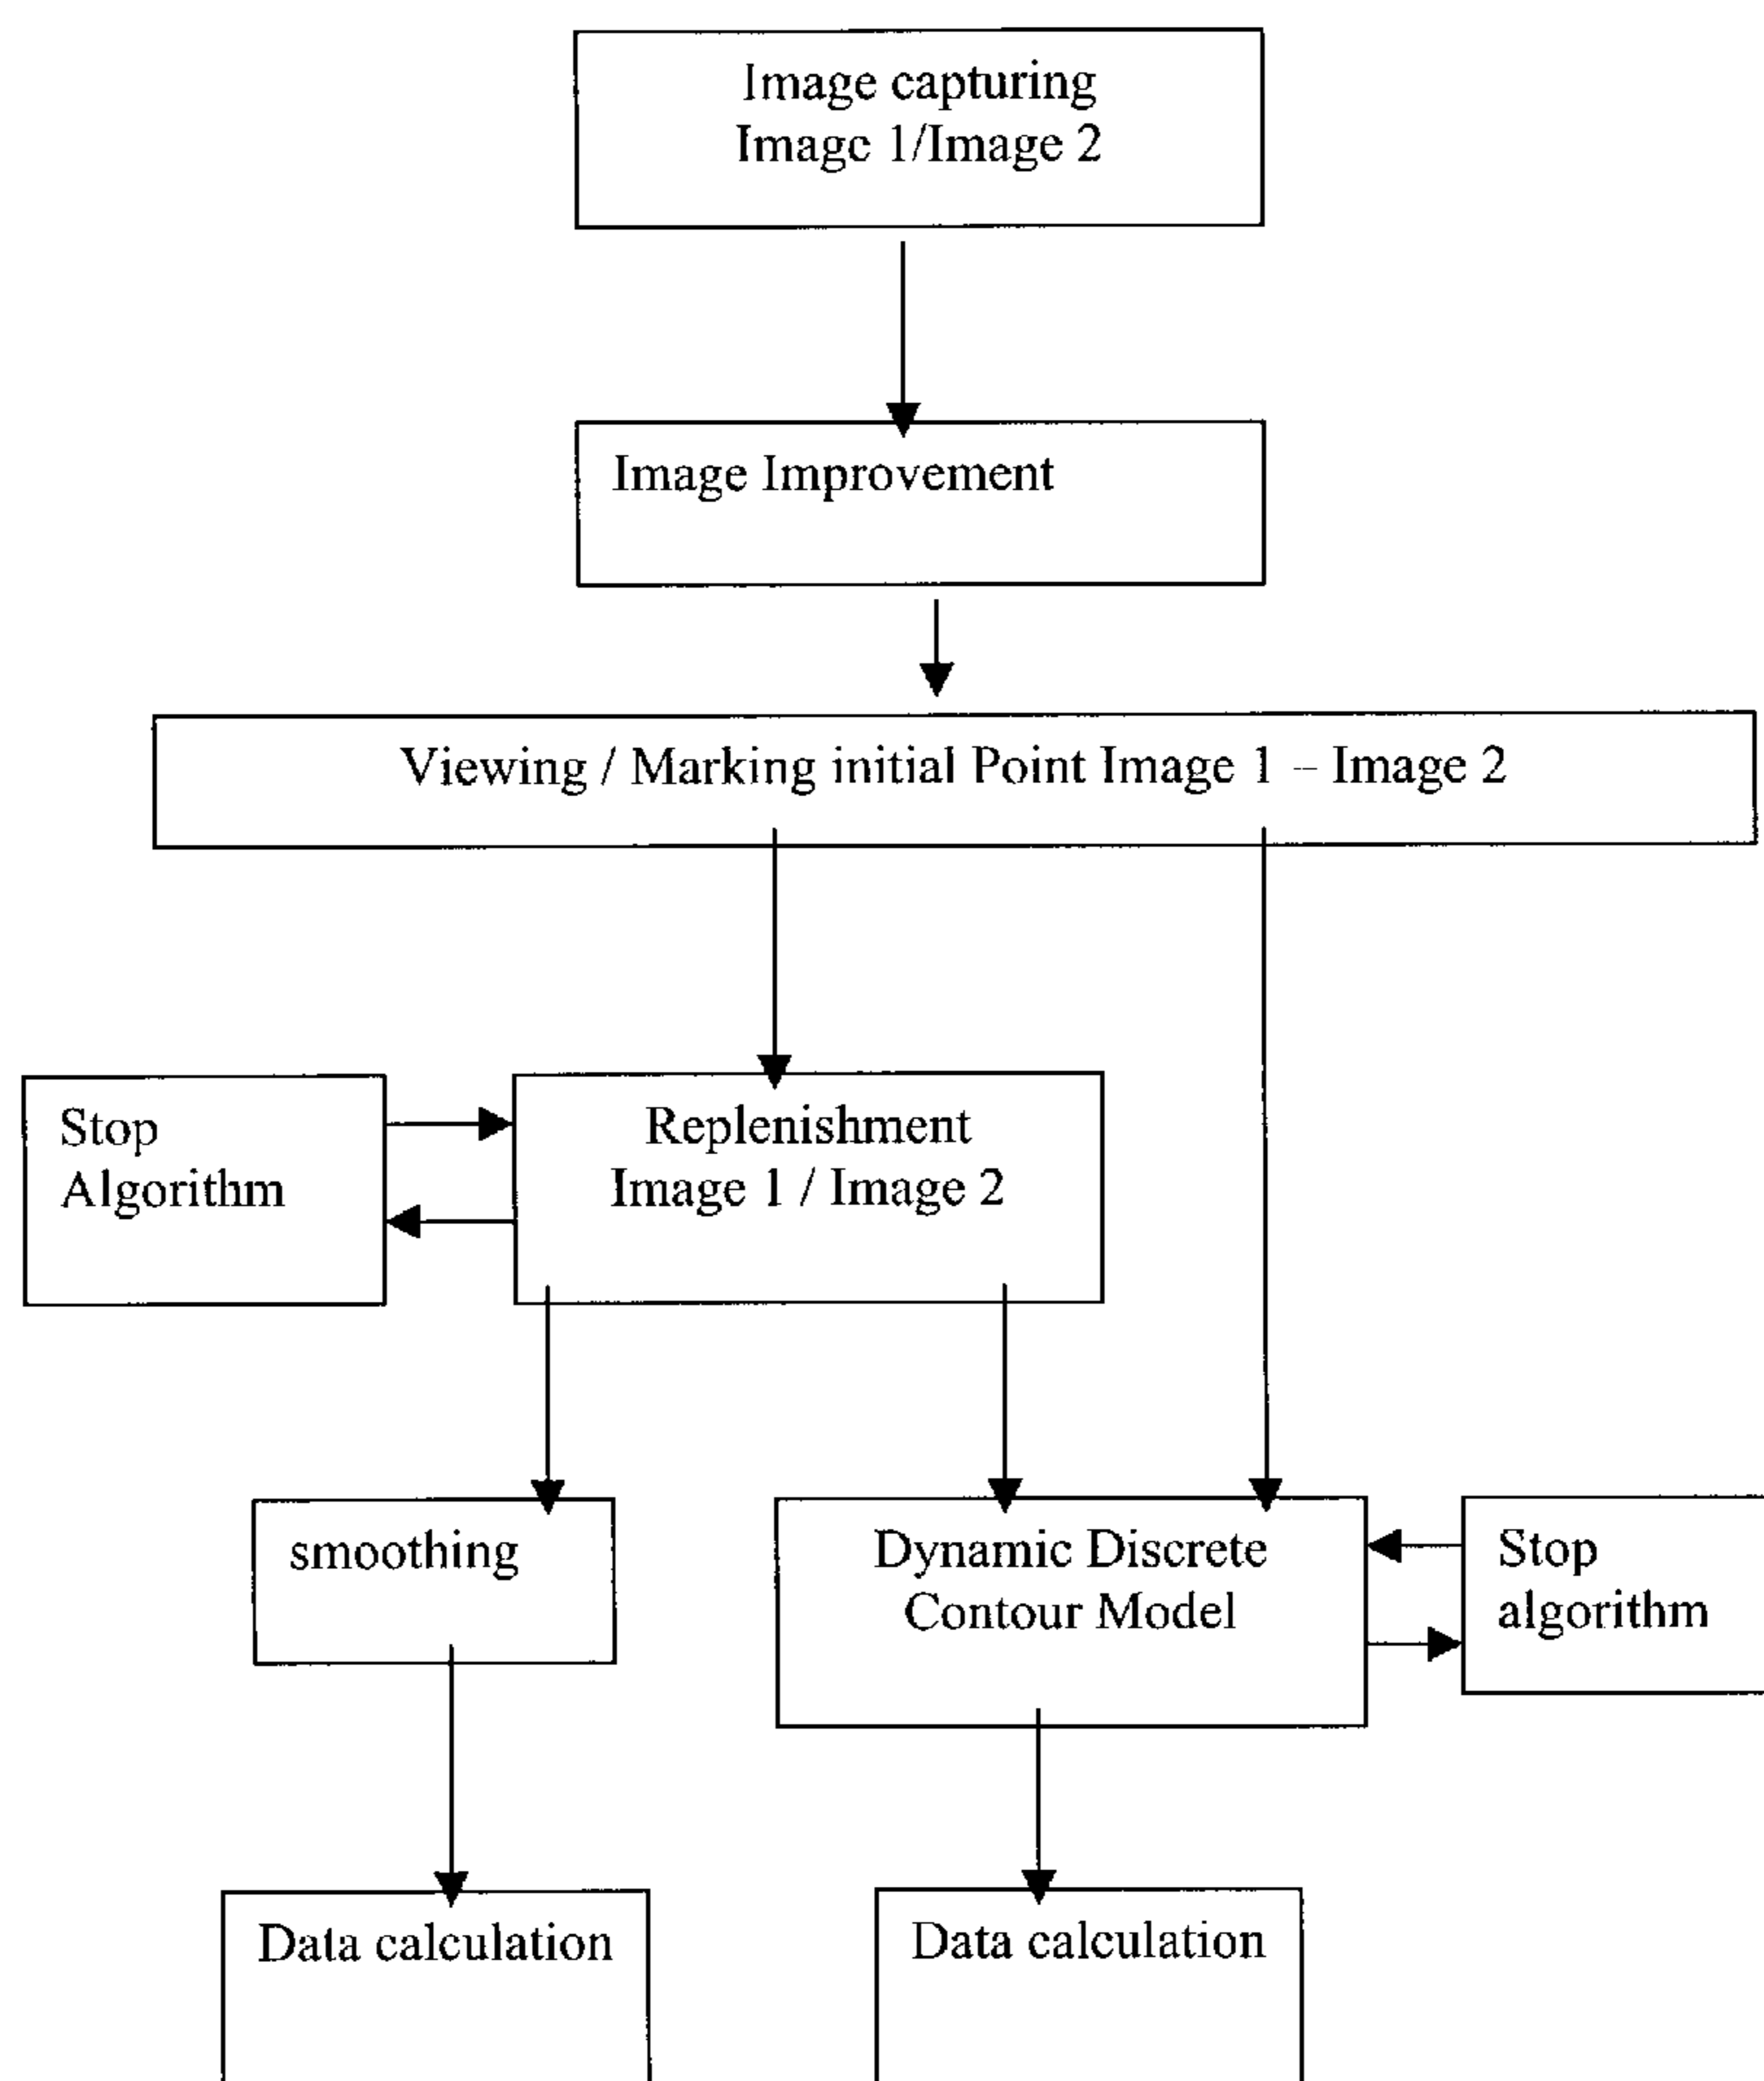 Image capturing
Image 1/Image 2
Image Improvement
Viewing / Marking initial Point Image 1 – Image 2
Stop
Algorithm
Replenishment
Image 1 / Image 2
smoothing
Dynamic Discrete
Contour Model
Stop
algorithm
Data calculation
Data calculation